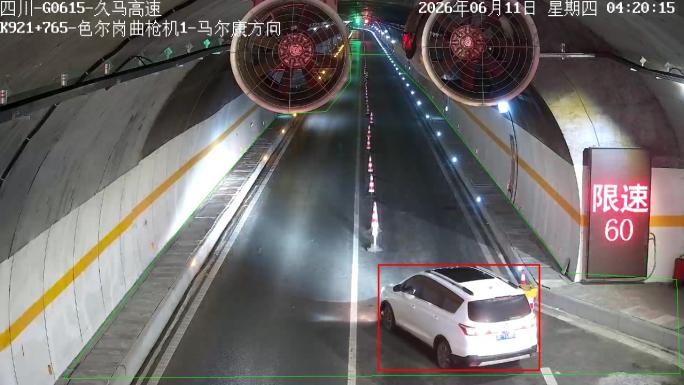 四川-G0615-久马高速
2026年06月11日 星期四 04:20:15
K921+765-色尔岗曲枪机1-马尔康方向
限速
60